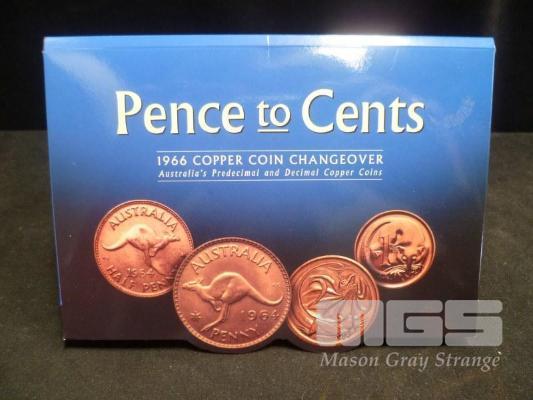 Pence to Cents
1966 COPPER COIN CHANGEOVER
Australia's Predecimal and Decimal Copper Coins
AUSTRALIA
1964
HALF PENNY
AUSTRALIA
1964
PENNY
2
1
MGS
Mason Gray Strange